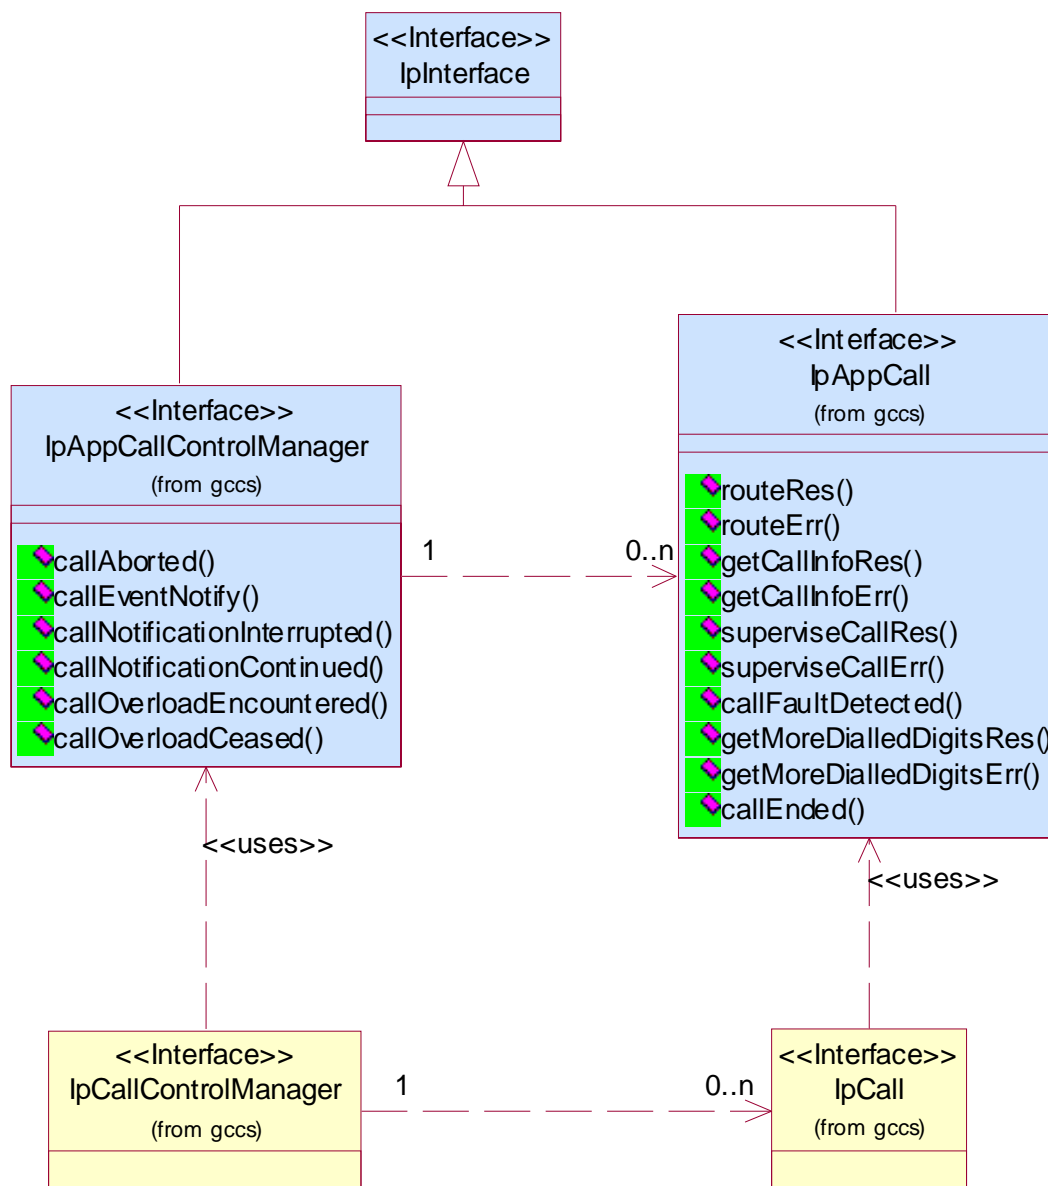 <<Interface>>
IpInterface
<<Interface>>
IpAppCall
(from gccs)
routeRes()
routeErr()
getCallInfoRes()
getCallInfoErr()
superviseCallRes()
superviseCallErr()
callFaultDetected()
getMoreDialledDigitsRes()
getMoreDialledDigitsErr()
callEnded()
<<Interface>>
IpAppCallControlManager
(from gccs)
callAborted()
callEventNotify()
callNotificationInterrupted()
callNotificationContinued()
callOverloadEncountered()
callOverloadCeased()
1
0..n
<<uses>>
<<uses>>
<<Interface>>
IpCallControlManager
(from gccs)
1
0..n
<<Interface>>
IpCall
(from gccs)